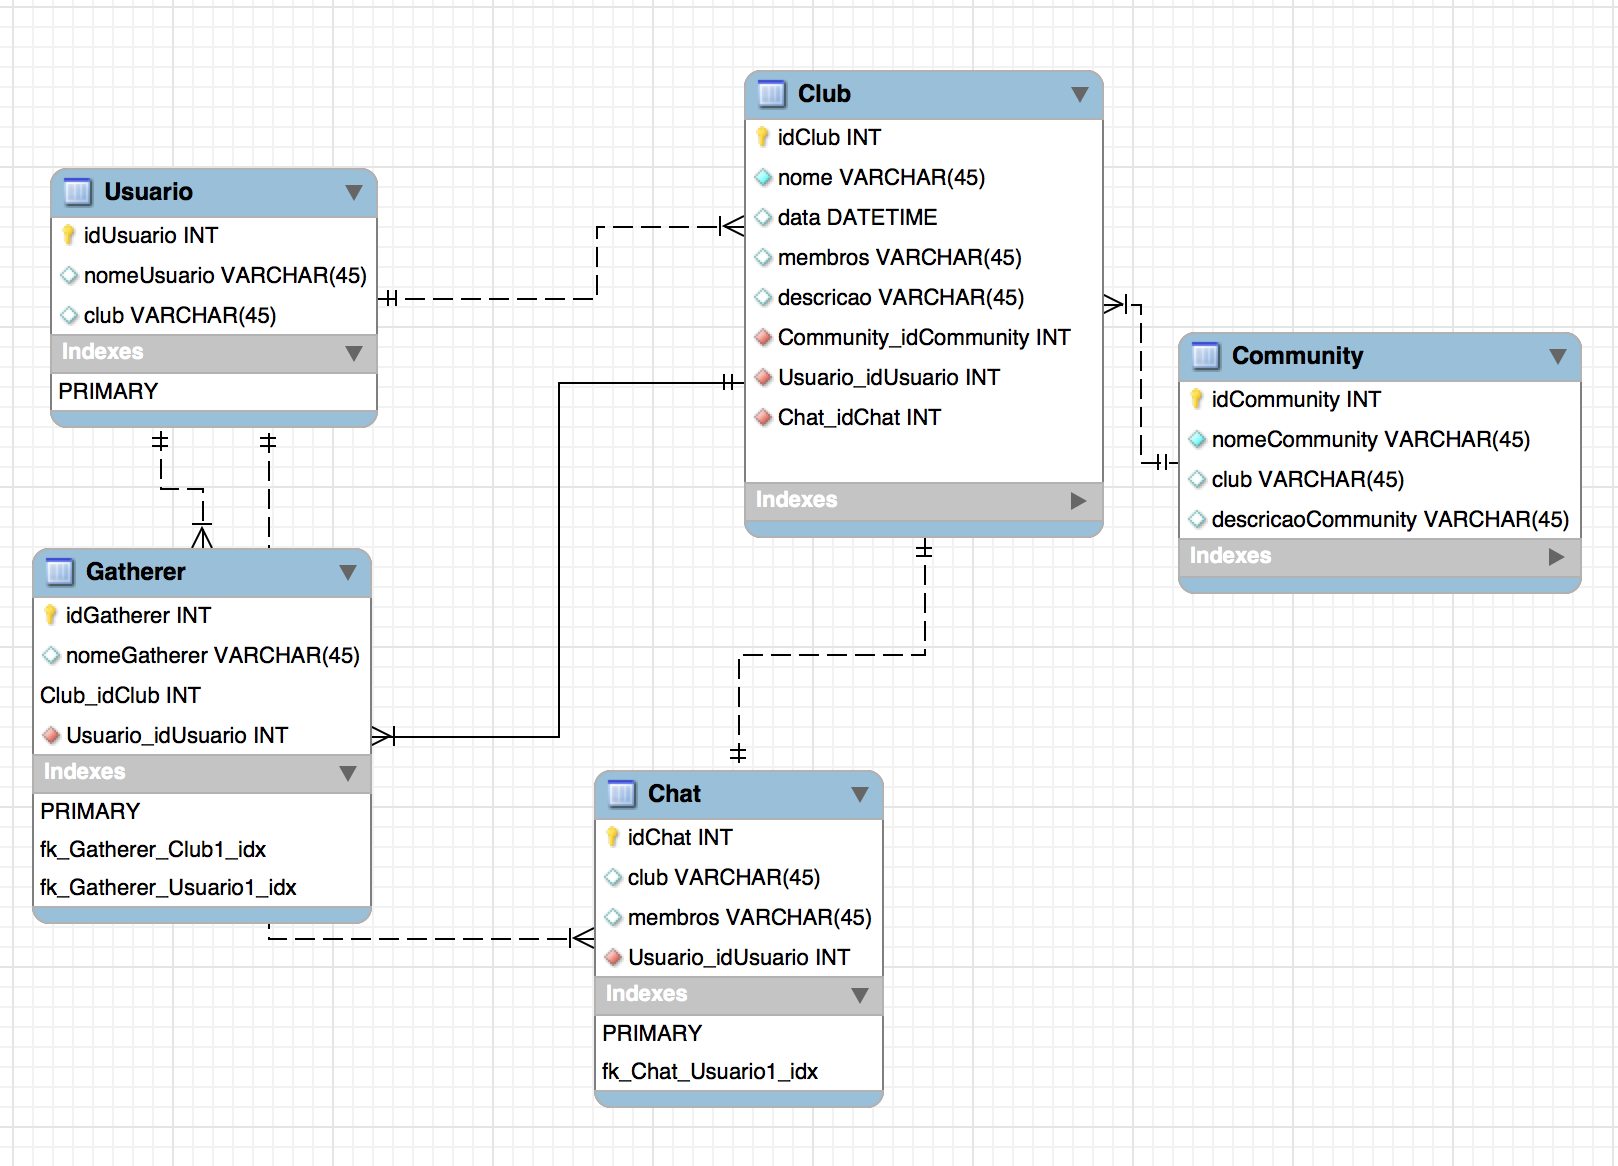 Usuario
idUsuario INT
nomeUsuario VARCHAR(45)
club VARCHAR(45)
Indexes
PRIMARY
Club
idClub INT
nome VARCHAR(45)
data DATETIME
membros VARCHAR(45)
descricao VARCHAR(45)
Community_idCommunity INT
Usuario_idUsuario INT
Chat_idChat INT
Indexes
Community
idCommunity INT
nomeCommunity VARCHAR(45)
club VARCHAR(45)
descricaoCommunity VARCHAR(45)
Indexes
Gatherer
idGatherer INT
nomeGatherer VARCHAR(45)
Club_idClub INT
Usuario_idUsuario INT
Indexes
PRIMARY
fk_Gatherer_Club1_idx
fk_Gatherer_Usuario1_idx
Chat
idChat INT
club VARCHAR(45)
membros VARCHAR(45)
Usuario_idUsuario INT
Indexes
PRIMARY
fk_Chat_Usuario1_idx